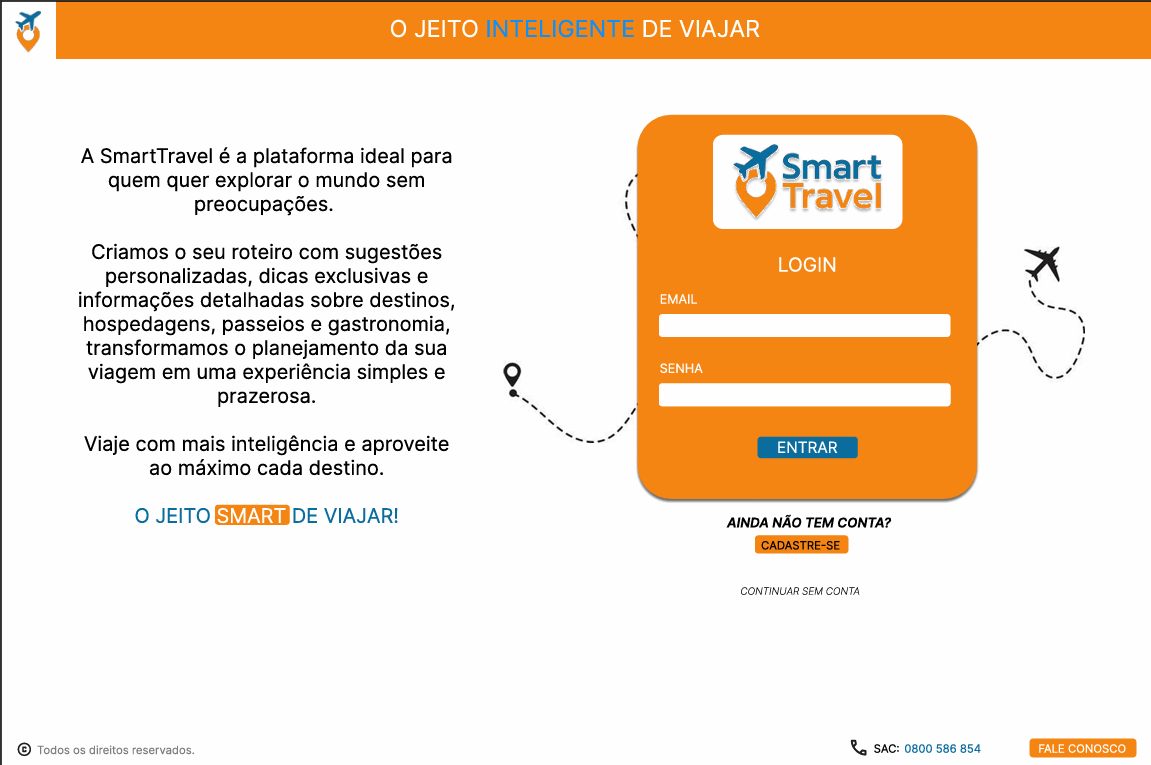 O JEITO INTELIGENTE DE VIAJAR
A SmartTravel é a plataforma ideal para
quem quer explorar o mundo sem
preocupações.
Criamos o seu roteiro com sugestões
personalizadas, dicas exclusivas e
informações detalhadas sobre destinos,
hospedagens, passeios e gastronomia,
transformamos o planejamento da sua
viagem em uma experiência simples e
prazerosa.
Viaje com mais inteligência e aproveite
ao máximo cada destino.
O JEITO SMART DE VIAJAR!
Smart
Travel
LOGIN
EMAIL
SENHA
ENTRAR
AINDA NÃO TEM CONTA?
CADASTRE-SE
CONTINUAR SEM CONTA
© Todos os direitos reservados.
SAC: 0800 586 854
FALE CONOSCO